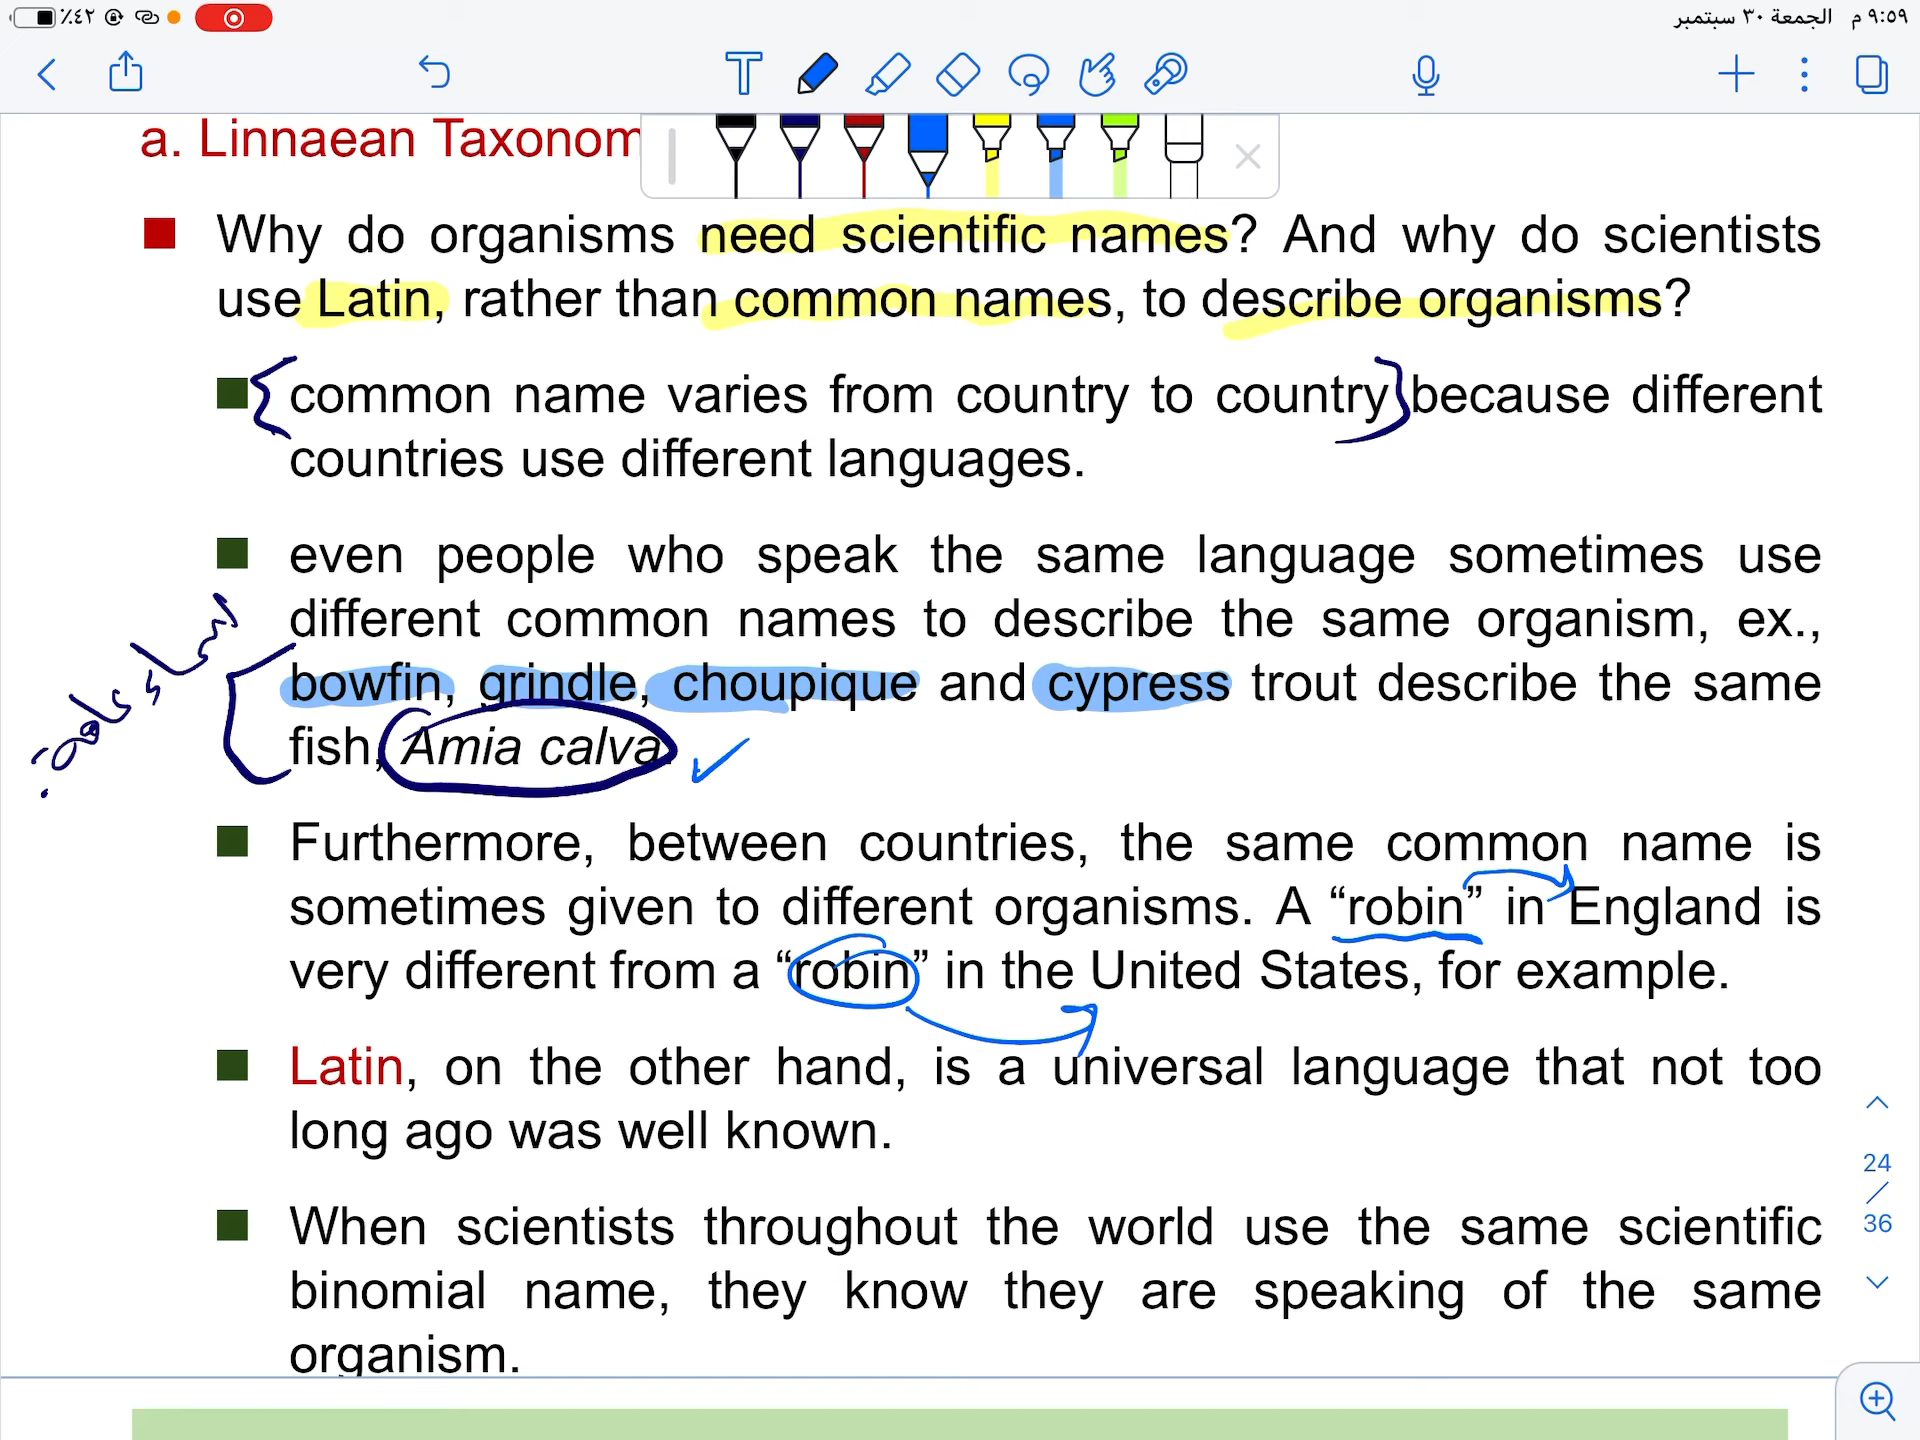 ٪٤٢
٩:٥٩ م الجمعة ٣٠ سبتمبر
a. Linnaean Taxonom
Why do organisms need scientific names? And why do scientists
use Latin, rather than common names, to describe organisms?
common name varies from country to country because different
countries use different languages.
even people who speak the same language sometimes use
different common names to describe the same organism, ex.,
bowfin, grindle, choupique and cypress trout describe the same
fish, Amia calva.
Furthermore, between countries, the same common name is
sometimes given to different organisms. A “robin” in England is
very different from a “robin” in the United States, for example.
Latin, on the other hand, is a universal language that not too
long ago was well known.
When scientists throughout the world use the same scientific
binomial name, they know they are speaking of the same
organism.
24
/
36